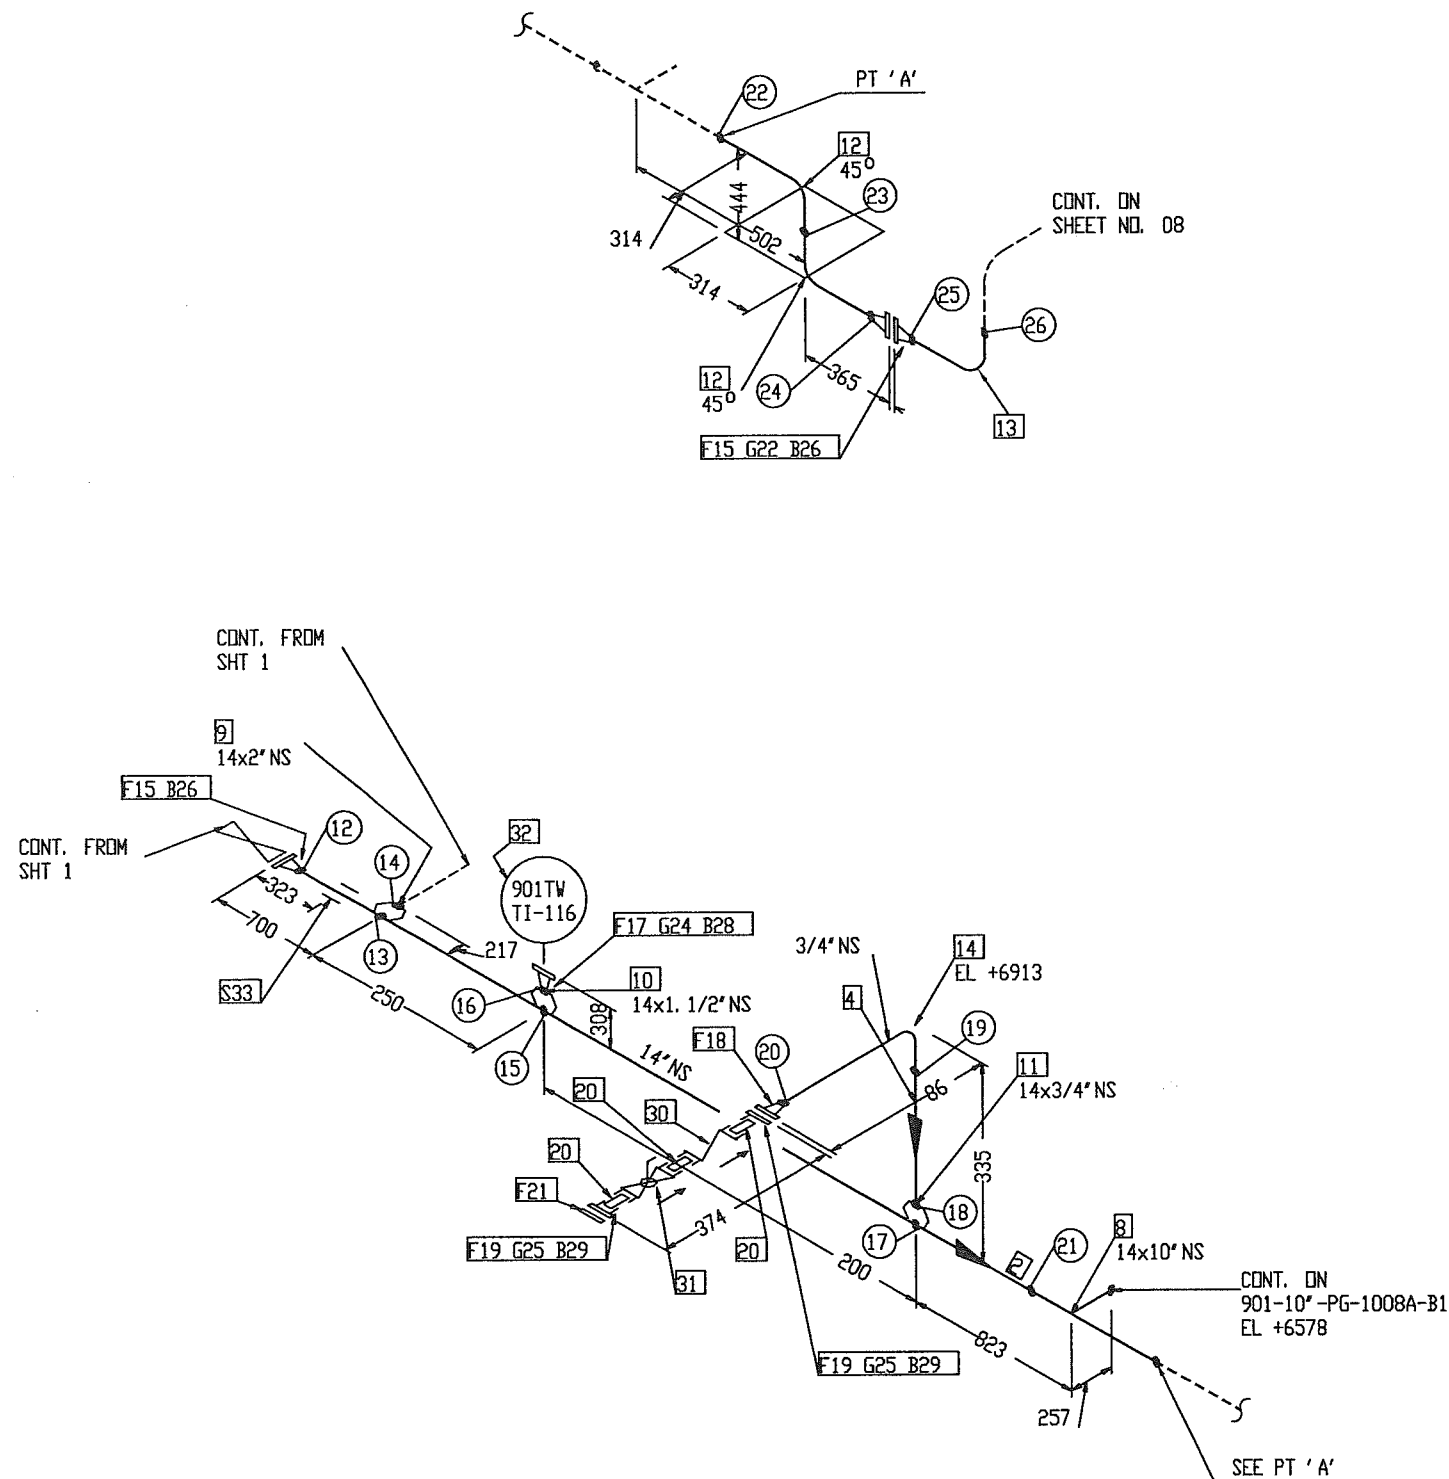 22
PT 'A'
12
45°
23
CONT. ON
SHEET NO. 08
444
314
502
314
25
26
12
45°
24
365
13
F15 G22 B26
CONT. FROM
SHT 1
9
14x2"NS
F15 B26
CONT. FROM
SHT 1
12
14
32
901TW
TI-116
323
700
13
217
F17 G24 B28
S33
250
16
10
14x1. 1/2"NS
308
15
14"NS
3/4"NS
14
EL +6913
4
19
F18
20
86
11
14x3/4"NS
20
30
20
335
F21
374
18
17
F19 G25 B29
20
31
200
2
21
8
14x10"NS
CONT. ON
901-10"-PG-1008A-B1
EL +6578
823
F19 G25 B29
257
SEE PT 'A'